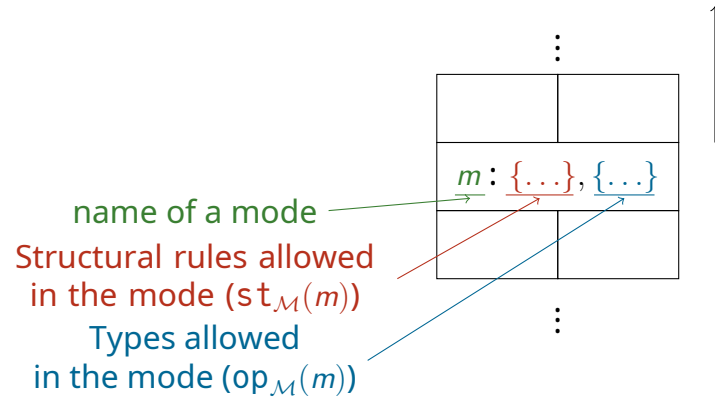 ⋮
m : {...}, {...}
name of a mode
Structural rules allowed
in the mode (st_M(m))
Types allowed
in the mode (op_M(m))
⋮